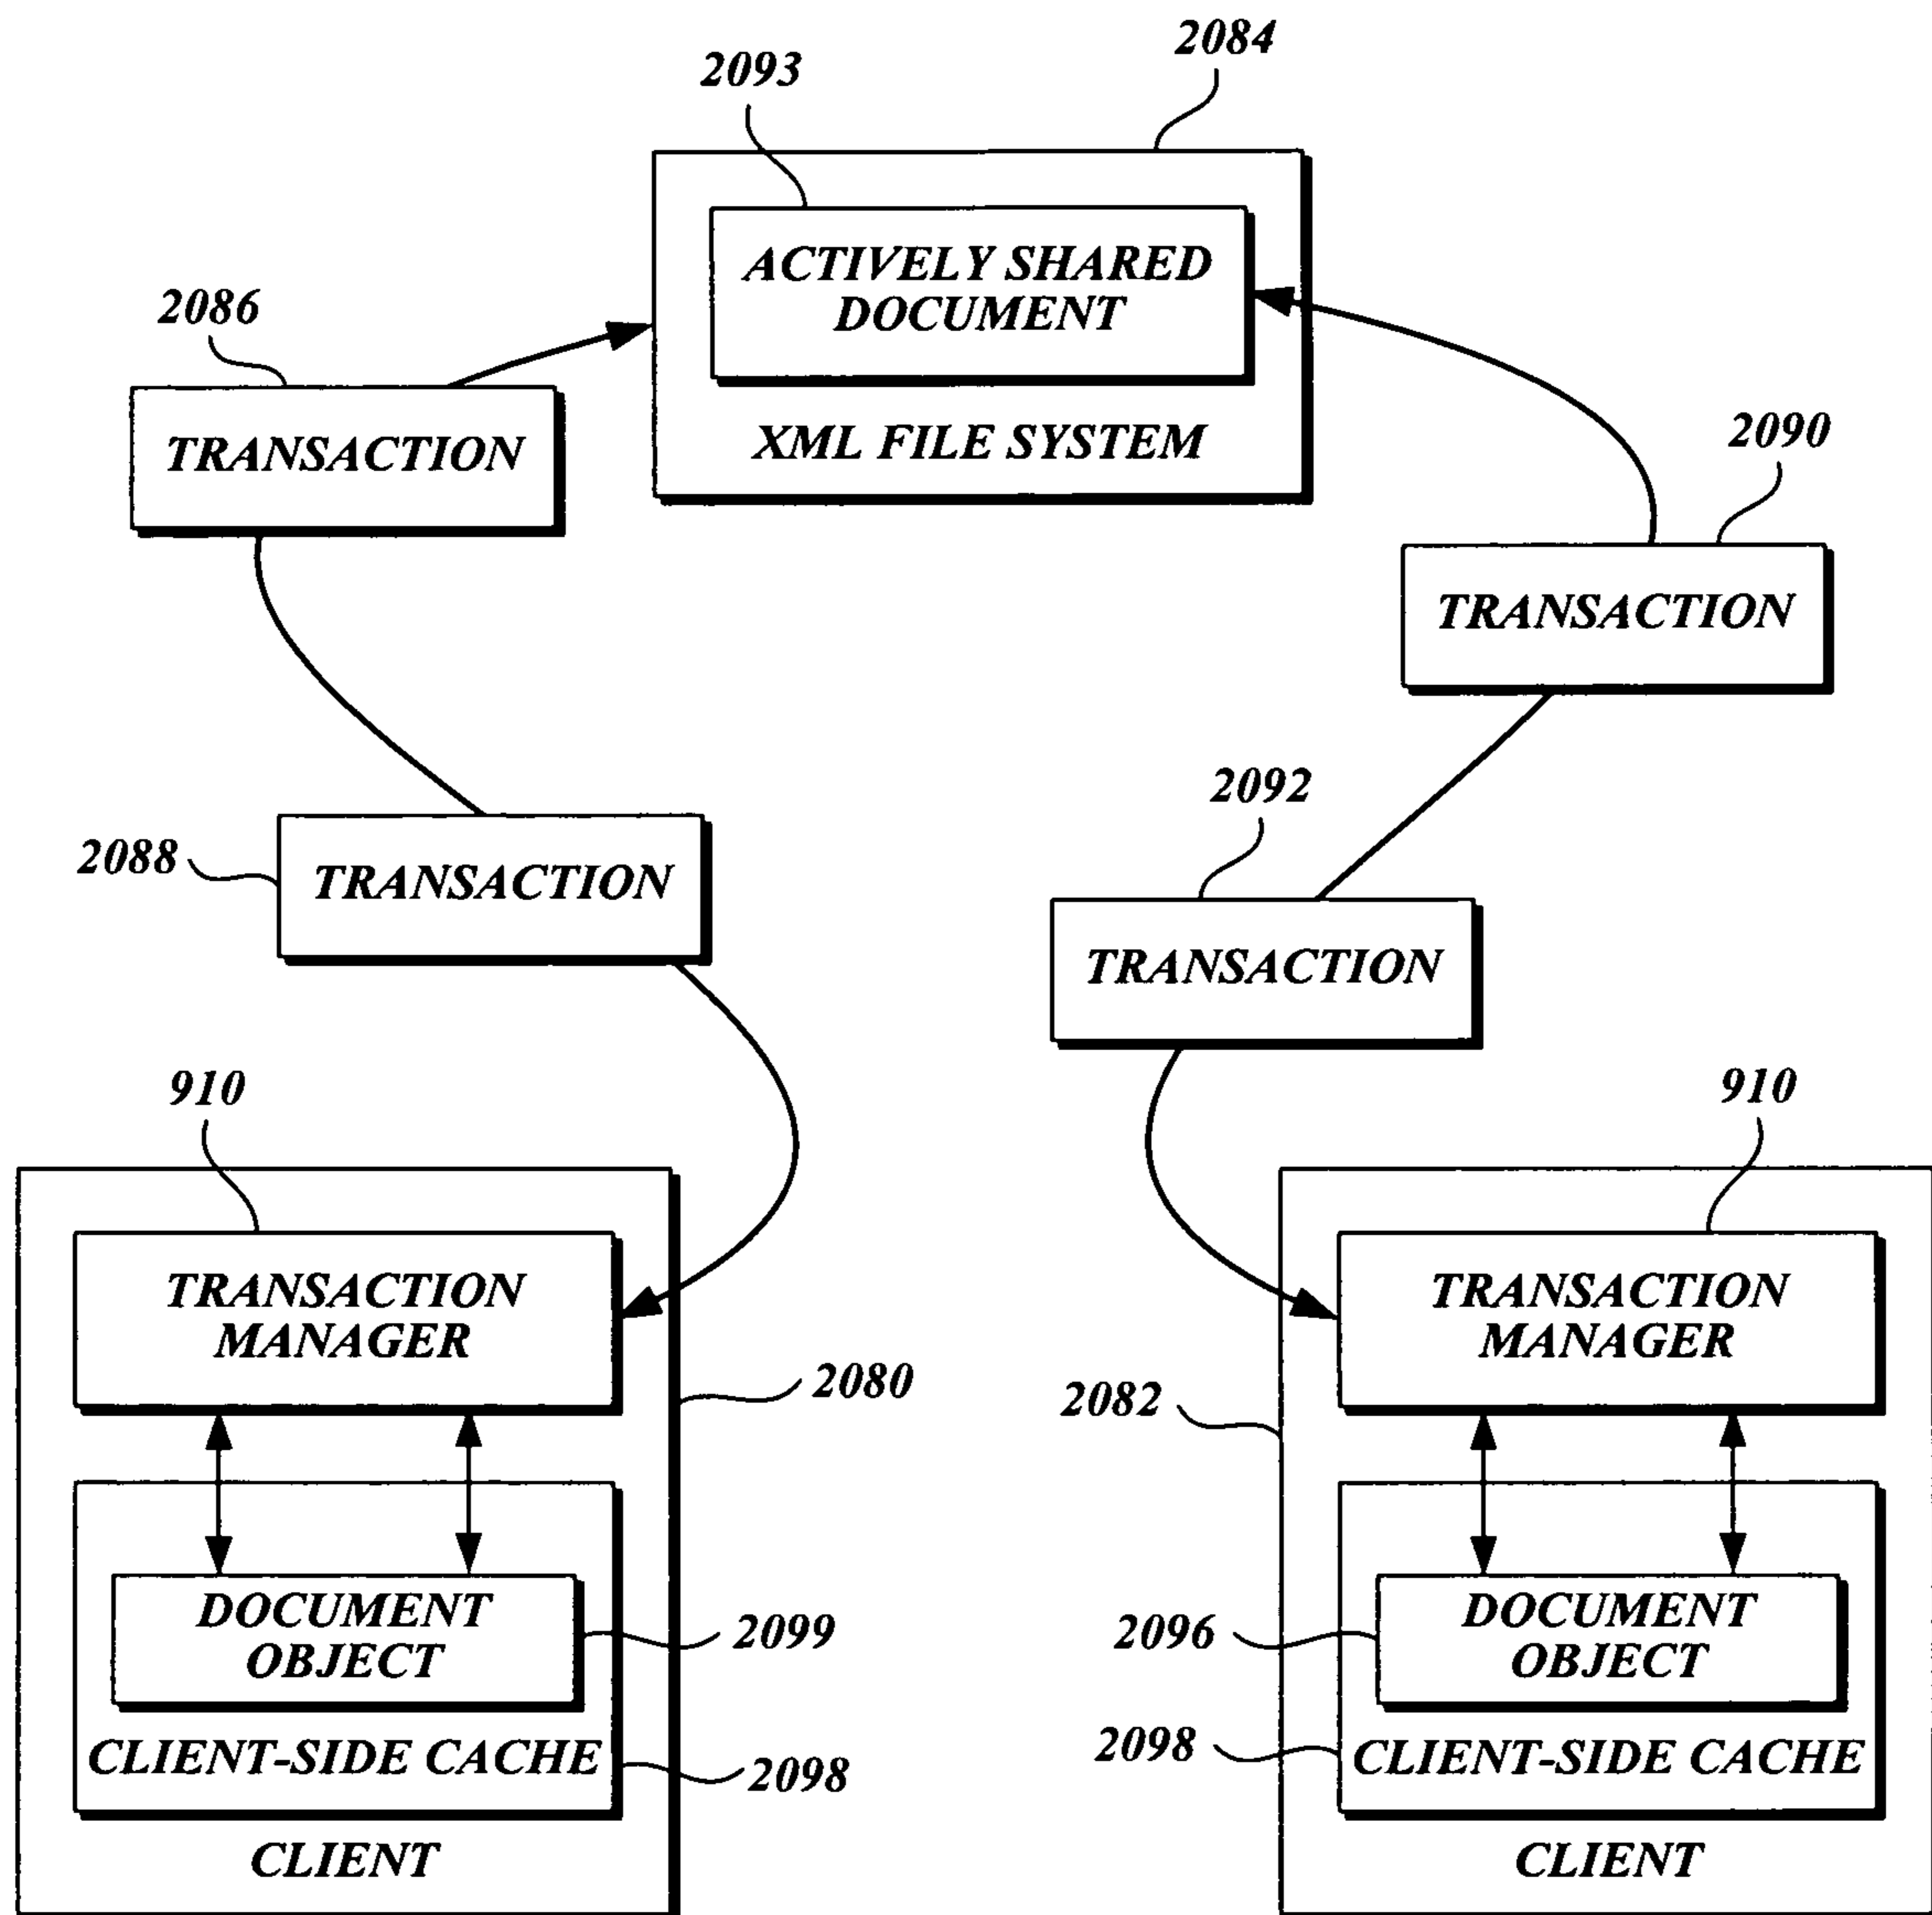 2084
2093
ACTIVELY SHARED
DOCUMENT
XML FILE SYSTEM
2086
TRANSACTION
2090
TRANSACTION
2088
TRANSACTION
2092
TRANSACTION
910
TRANSACTION
MANAGER
2080
DOCUMENT
OBJECT
2099
CLIENT-SIDE CACHE
2098
CLIENT
910
TRANSACTION
MANAGER
2082
DOCUMENT
OBJECT
2096
CLIENT-SIDE CACHE
2098
CLIENT